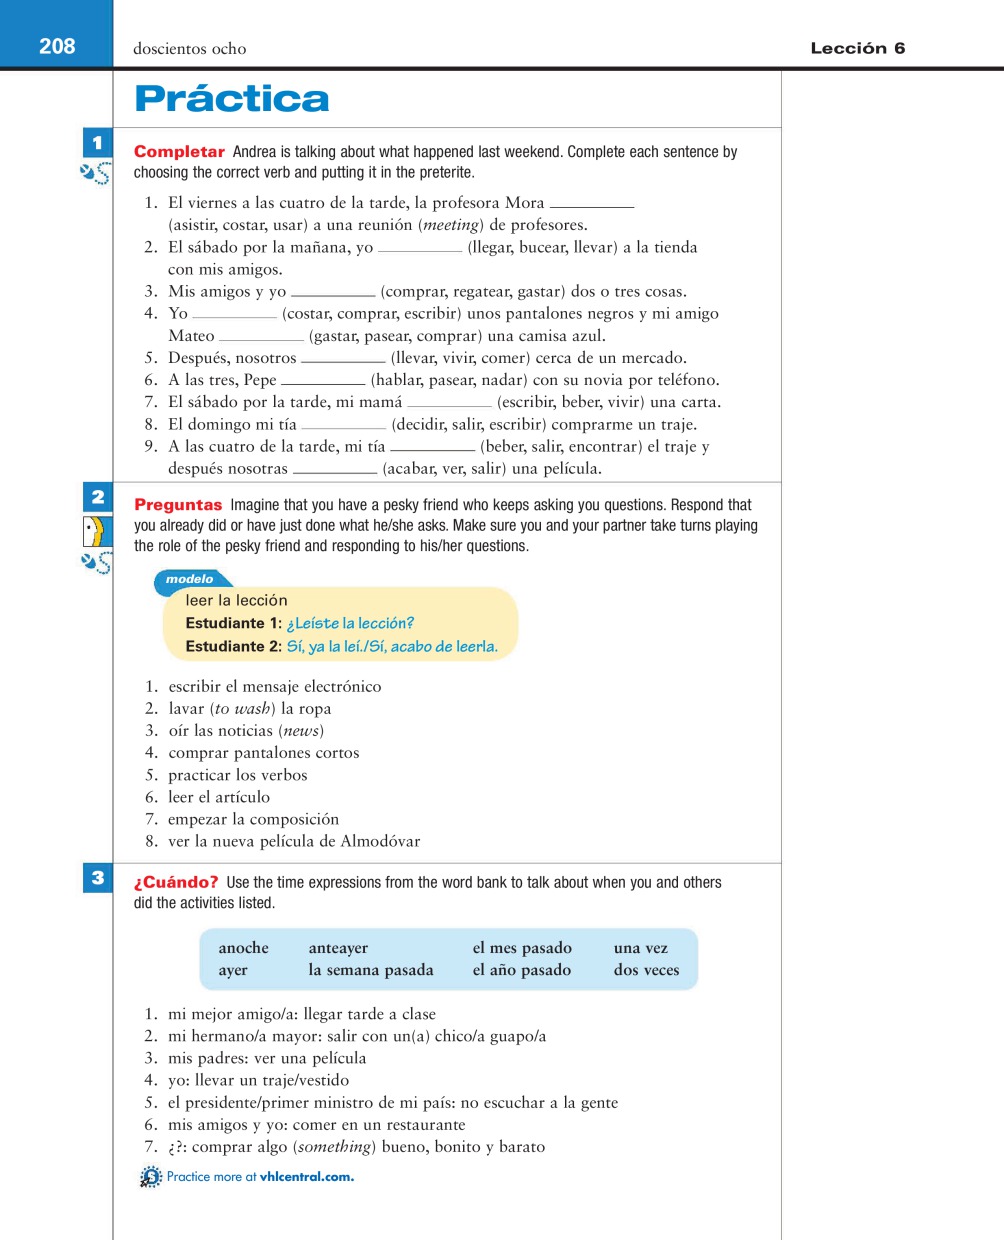 208
doscientos ocho
Lección 6
Práctica
1
Completar Andrea is talking about what happened last weekend. Complete each sentence by
choosing the correct verb and putting it in the preterite.
1. El viernes a las cuatro de la tarde, la profesora Mora __________
(asistir, costar, usar) a una reunión (meeting) de profesores.
2. El sábado por la mañana, yo __________ (llegar, bucear, llevar) a la tienda
con mis amigos.
3. Mis amigos y yo __________ (comprar, regatear, gastar) dos o tres cosas.
4. Yo __________ (costar, comprar, escribir) unos pantalones negros y mi amigo
Mateo __________ (gastar, pasear, comprar) una camisa azul.
5. Después, nosotros __________ (llevar, vivir, comer) cerca de un mercado.
6. A las tres, Pepe __________ (hablar, pasear, nadar) con su novia por teléfono.
7. El sábado por la tarde, mi mamá __________ (escribir, beber, vivir) una carta.
8. El domingo mi tía __________ (decidir, salir, escribir) comprarme un traje.
9. A las cuatro de la tarde, mi tía __________ (beber, salir, encontrar) el traje y
después nosotras __________ (acabar, ver, salir) una película.
2
Preguntas Imagine that you have a pesky friend who keeps asking you questions. Respond that
you already did or have just done what he/she asks. Make sure you and your partner take turns playing
the role of the pesky friend and responding to his/her questions.
modelo
leer la lección
Estudiante 1: ¿Leíste la lección?
Estudiante 2: Sí, ya la leí./Sí, acabo de leerla.
1. escribir el mensaje electrónico
2. lavar (to wash) la ropa
3. oír las noticias (news)
4. comprar pantalones cortos
5. practicar los verbos
6. leer el artículo
7. empezar la composición
8. ver la nueva película de Almodóvar
3
¿Cuándo? Use the time expressions from the word bank to talk about when you and others
did the activities listed.
anoche anteayer el mes pasado una vez
ayer la semana pasada el año pasado dos veces
1. mi mejor amigo/a: llegar tarde a clase
2. mi hermano/a mayor: salir con un(a) chico/a guapo/a
3. mis padres: ver una película
4. yo: llevar un traje/vestido
5. el presidente/primer ministro de mi país: no escuchar a la gente
6. mis amigos y yo: comer en un restaurante
7. ¿?: comprar algo (something) bueno, bonito y barato
Practice more at vhlcentral.com.